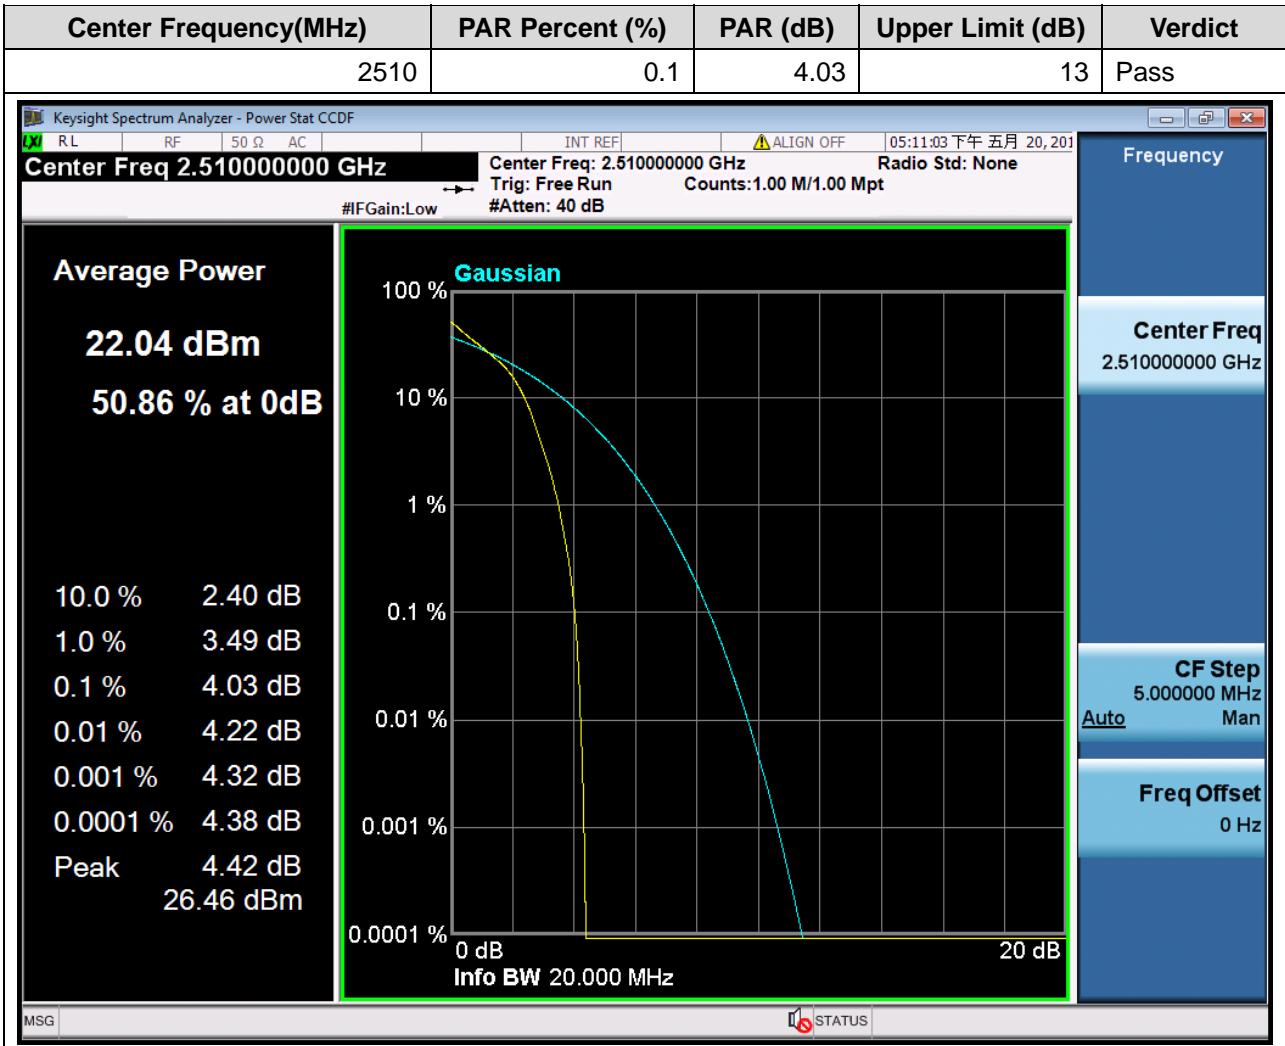 Center Frequency(MHz) PAR Percent (%) PAR (dB) Upper Limit (dB) Verdict
2510 0.1 4.03 13 Pass
Keysight Spectrum Analyzer - Power Stat CCDF
LXI RL RF 50 Ω AC INT REF ALIGN OFF 05:11:03 下午 五月 20, 201
Center Freq 2.510000000 GHz
Center Freq: 2.510000000 GHz Radio Std: None
Trig: Free Run Counts:1.00 M/1.00 Mpt
#IFGain:Low #Atten: 40 dB
Average Power
22.04 dBm
50.86 % at 0dB
10.0 % 2.40 dB
1.0 % 3.49 dB
0.1 % 4.03 dB
0.01 % 4.22 dB
0.001 % 4.32 dB
0.0001 % 4.38 dB
Peak 4.42 dB
26.46 dBm
Gaussian
100 %
10 %
1 %
0.1 %
0.01 %
0.001 %
0.0001 %
0 dB 20 dB
Info BW 20.000 MHz
Frequency
Center Freq
2.510000000 GHz
CF Step
5.000000 MHz
Auto Man
Freq Offset
0 Hz
MSG STATUS